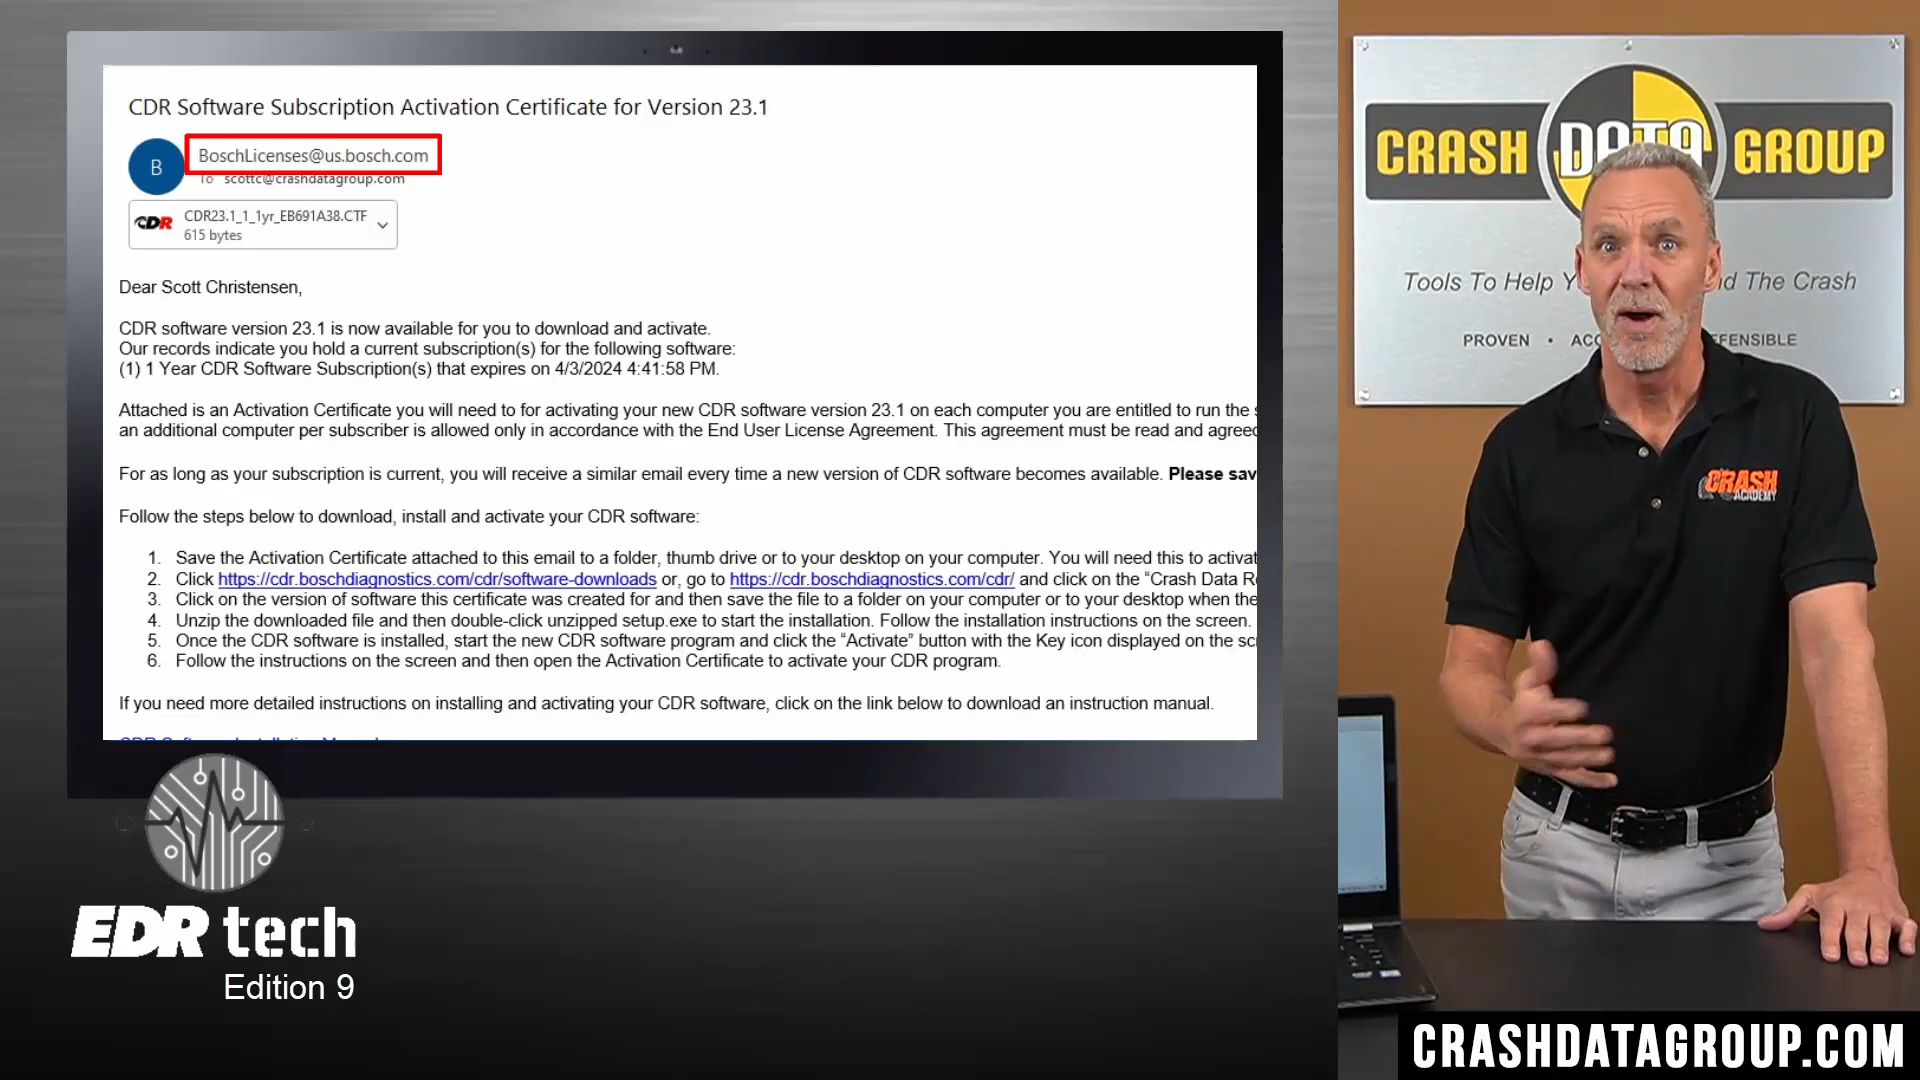 CDR Software Subscription Activation Certificate for Version 23.1
B
BoschLicenses@us.bosch.com
To scottc@crashdatagroup.com
CDR
CDR23.1_1_1yr_EB691A38.CTF
615 bytes
Dear Scott Christensen,
CDR software version 23.1 is now available for you to download and activate.
Our records indicate you hold a current subscription(s) for the following software:
(1) 1 Year CDR Software Subscription(s) that expires on 4/3/2024 4:41:58 PM.
Attached is an Activation Certificate you will need to for activating your new CDR software version 23.1 on each computer you are entitled to run the
an additional computer per subscriber is allowed only in accordance with the End User License Agreement. This agreement must be read and agreed
For as long as your subscription is current, you will receive a similar email every time a new version of CDR software becomes available. Please sav
Follow the steps below to download, install and activate your CDR software:
1. Save the Activation Certificate attached to this email to a folder, thumb drive or to your desktop on your computer. You will need this to activat
2. Click https://cdr.boschdiagnostics.com/cdr/software-downloads or, go to https://cdr.boschdiagnostics.com/cdr/ and click on the “Crash Data Re
3. Click on the version of software this certificate was created for and then save the file to a folder on your computer or to your desktop when the
4. Unzip the downloaded file and then double-click unzipped setup.exe to start the installation. Follow the installation instructions on the screen.
5. Once the CDR software is installed, start the new CDR software program and click the “Activate” button with the Key icon displayed on the scr
6. Follow the instructions on the screen and then open the Activation Certificate to activate your CDR program.
If you need more detailed instructions on installing and activating your CDR software, click on the link below to download an instruction manual.
EDR tech
Edition 9
CRASH DATA GROUP
Tools To Help Y nd The Crash
PROVEN • ACC EFENSIBLE
CRASH
ACADEMY
CRASHDATAGROUP.COM